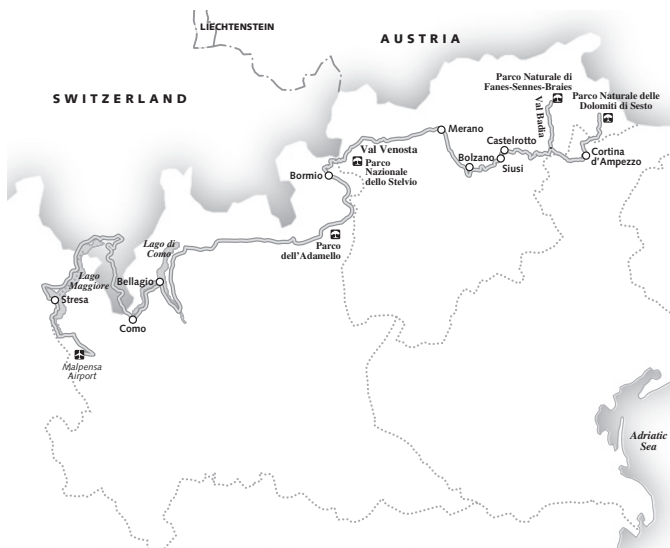 LIECHTENSTEIN
AUSTRIA
SWITZERLAND
Parco Naturale di
Fanes-Sennes-Braies
Parco Naturale delle
Dolomiti di Sesto
Val Badia
Merano
Castelrotto
Val Venosta
Cortina
d'Ampezzo
Bolzano
Siusi
Parco
Nazionale
dello Stelvio
Bormio
Lago di
Como
Parco
dell'Adamello
Lago
Maggiore
Bellagio
Stresa
Como
Malpensa
Airport
Adriatic
Sea